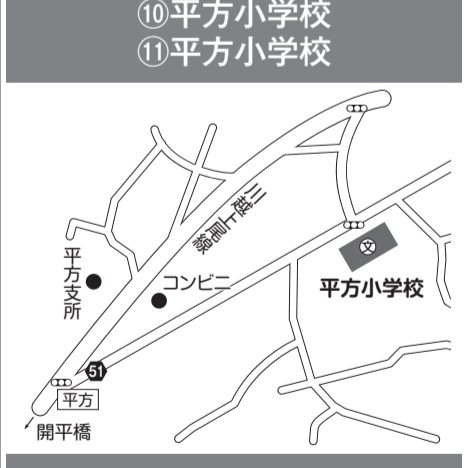 ⑩平方小学校
⑪平方小学校
川越上尾線
文
平方小学校
コンビニ
平方支所
51
平方
開平橋